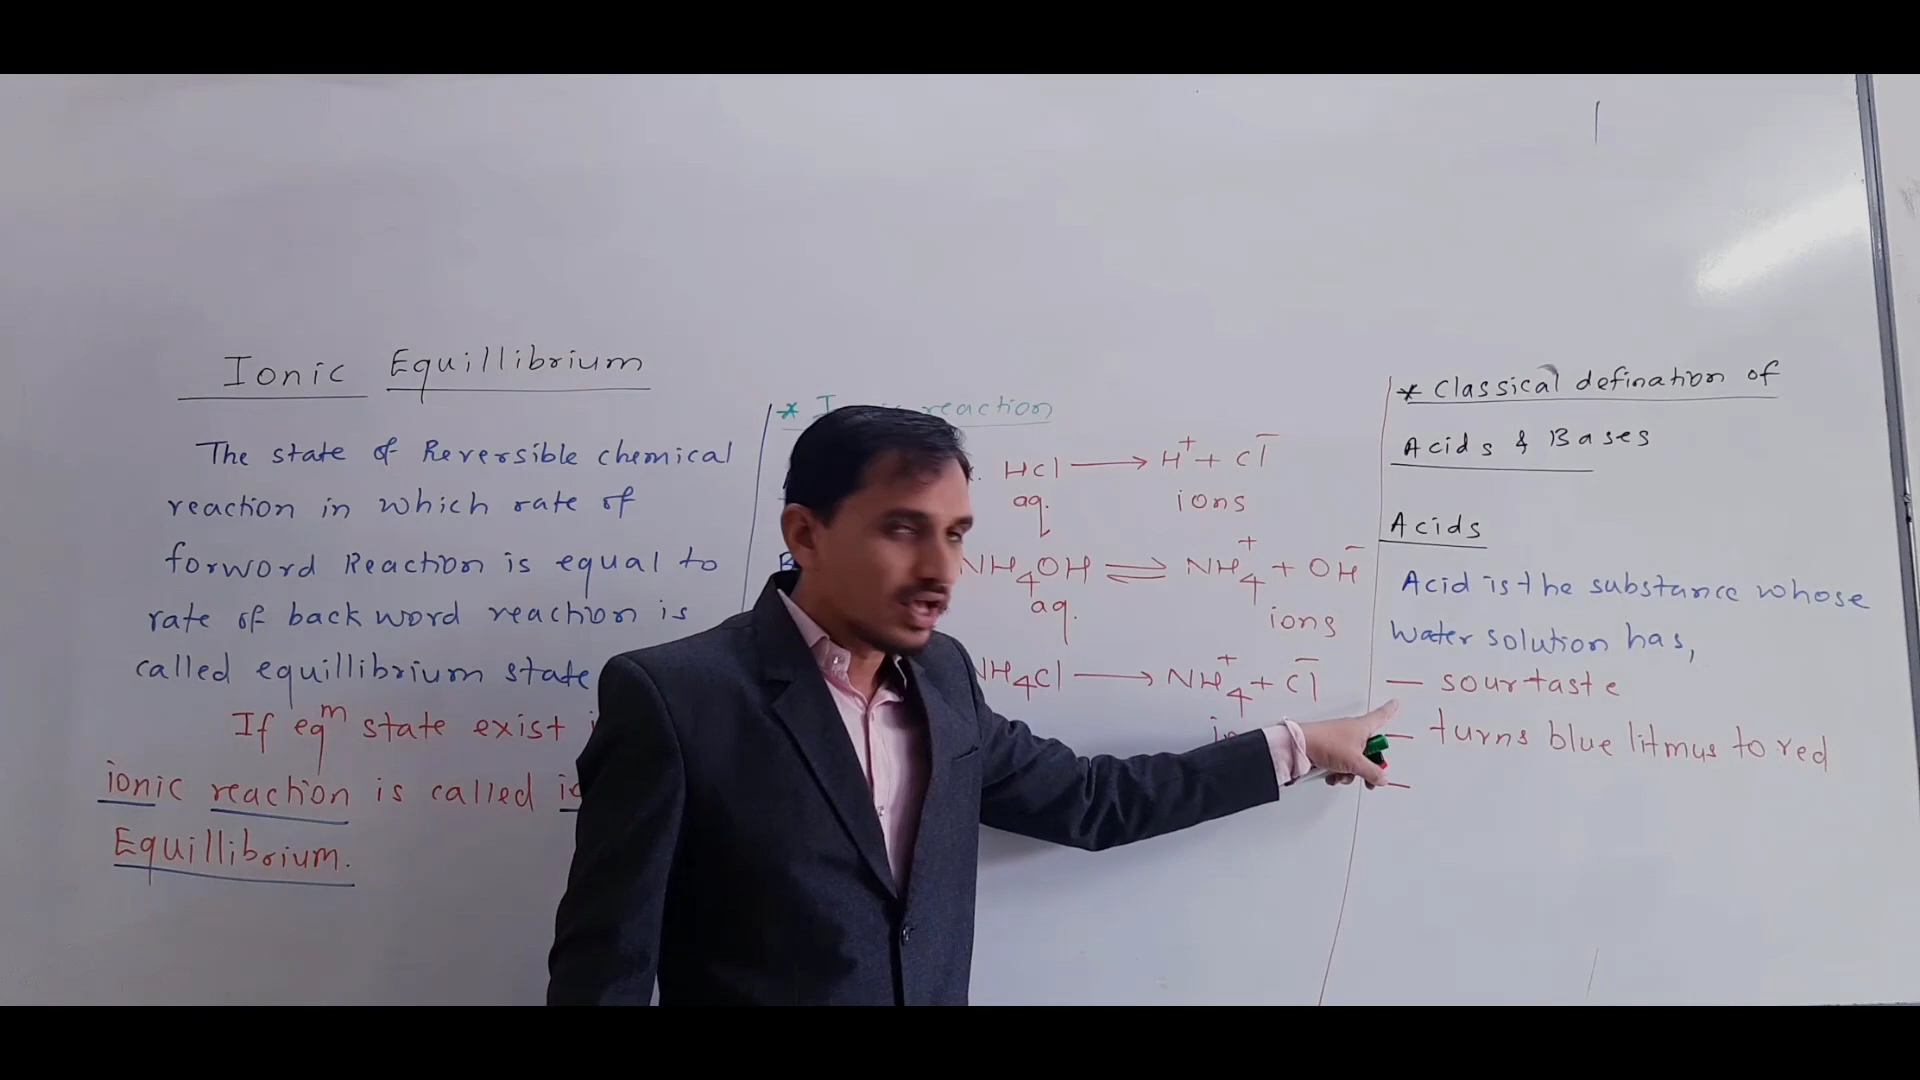 Ionic Equillibrium
The state of Reversible chemical
reaction in which rate of
forword Reaction is equal to
rate of back word reaction is
called equillibrium state
If eqm state exist
ionic reaction is called
Equillibrium.
* reaction
HCl ⟶ H⁺ + Cl⁻
aq. ions
NH₄OH ⇌ NH₄⁺ + OH⁻
aq. ions
NH₄Cl ⟶ NH₄⁺ + Cl⁻
* Classical defination of
Acids & Bases
Acids
Acid is the substance whose
water solution has,
— sour taste
— turns blue litmus to red
—